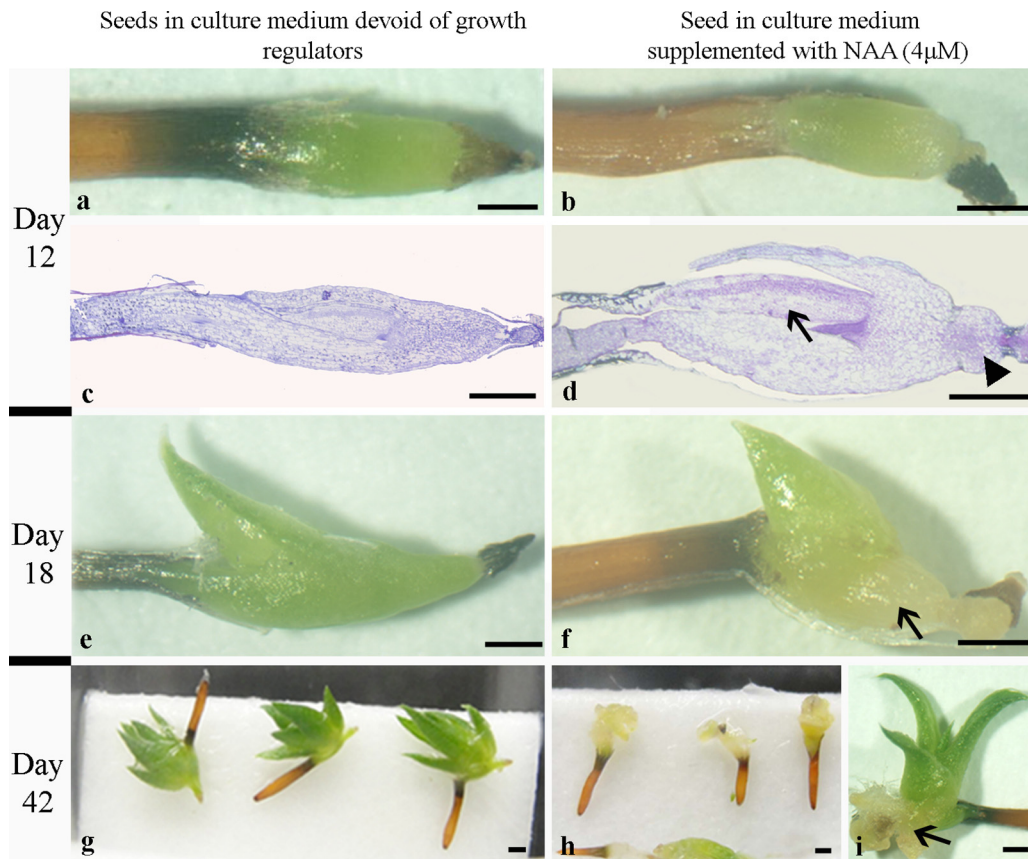 Seeds in culture medium devoid of growth
regulators
Seed in culture medium
supplemented with NAA (4µM)
Day
12
a
b
c
d
Day
18
e
f
Day
42
g
h
i